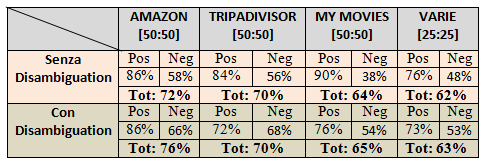 AMAZON TRIPADVISOR MY MOVIES VARIE
[50:50] [50:50] [50:50] [25:25]
Senza Disambiguation
Pos Neg Pos Neg Pos Neg Pos Neg
86% 58% 84% 56% 90% 38% 76% 48%
Tot: 72% Tot: 70% Tot: 64% Tot: 62%
Con Disambiguation
Pos Neg Pos Neg Pos Neg Pos Neg
86% 66% 72% 68% 76% 54% 73% 53%
Tot: 76% Tot: 70% Tot: 65% Tot: 63%